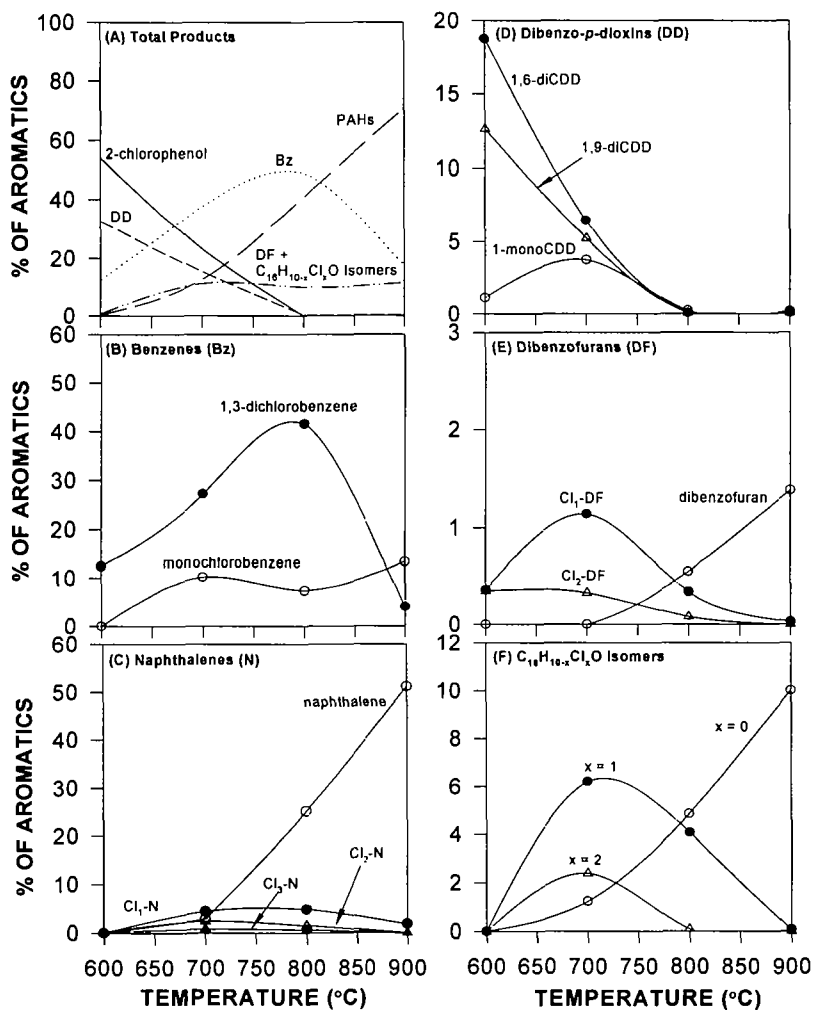 (A) Total Products
100
80
60
40
20
0
% OF AROMATICS
2-chlorophenol
DD
Bz
PAHs
DF +
C16H10-xClxO Isomers
(B) Benzenes (Bz)
60
50
40
30
20
10
0
% OF AROMATICS
1,3-dichlorobenzene
monochlorobenzene
(C) Naphthalenes (N)
60
50
40
30
20
10
0
% OF AROMATICS
naphthalene
Cl1-N
Cl3-N
Cl2-N
600 650 700 750 800 850 900
TEMPERATURE (°C)
(D) Dibenzo-p-dioxins (DD)
20
15
10
5
0
1,6-diCDD
1,9-diCDD
1-monoCDD
(E) Dibenzofurans (DF)
3
2
1
0
Cl1-DF
Cl2-DF
dibenzofuran
(F) C16H10-xClxO Isomers
12
10
8
6
4
2
0
x = 0
x = 1
x = 2
600 650 700 750 800 850 900
TEMPERATURE (°C)